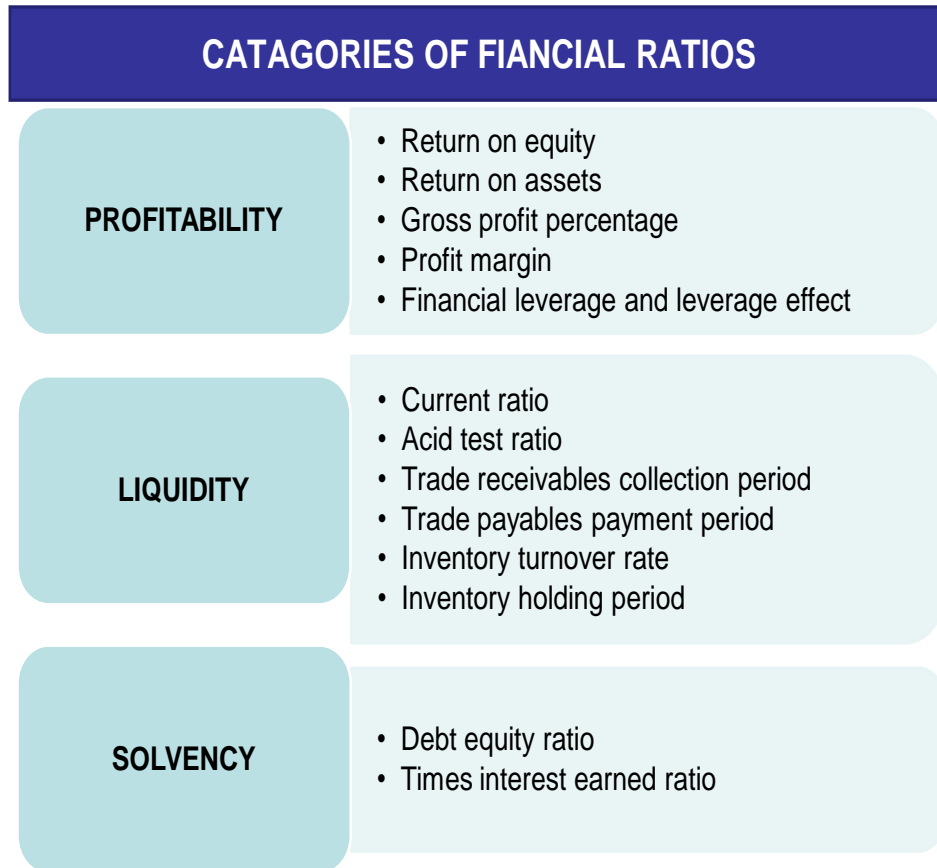 CATAGORIES OF FIANCIAL RATIOS
PROFITABILITY
• Return on equity
• Return on assets
• Gross profit percentage
• Profit margin
• Financial leverage and leverage effect
LIQUIDITY
• Current ratio
• Acid test ratio
• Trade receivables collection period
• Trade payables payment period
• Inventory turnover rate
• Inventory holding period
SOLVENCY
• Debt equity ratio
• Times interest earned ratio